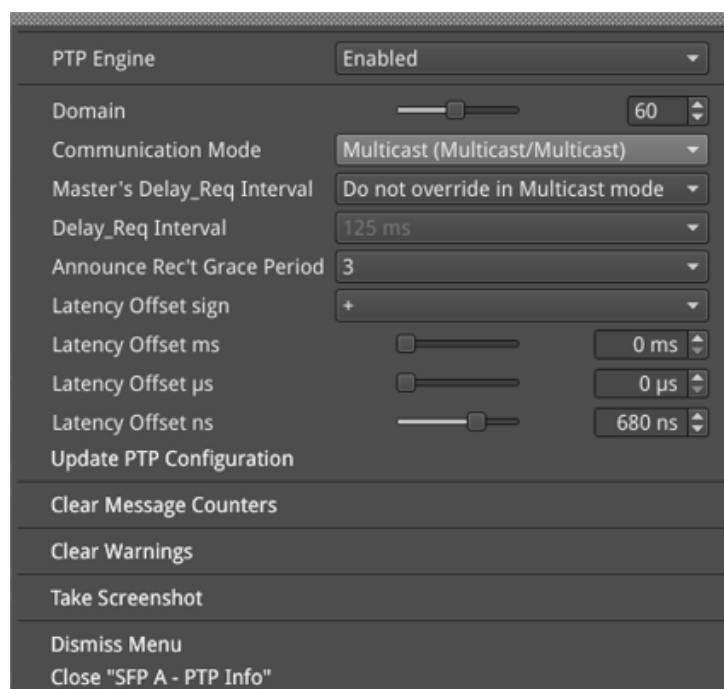 PTP Engine Enabled
Domain 60
Communication Mode Multicast (Multicast/Multicast)
Master's Delay_Req Interval Do not override in Multicast mode
Delay_Req Interval 125 ms
Announce Rec't Grace Period 3
Latency Offset sign +
Latency Offset ms 0 ms
Latency Offset µs 0 µs
Latency Offset ns 680 ns
Update PTP Configuration
Clear Message Counters
Clear Warnings
Take Screenshot
Dismiss Menu
Close "SFP A - PTP Info"